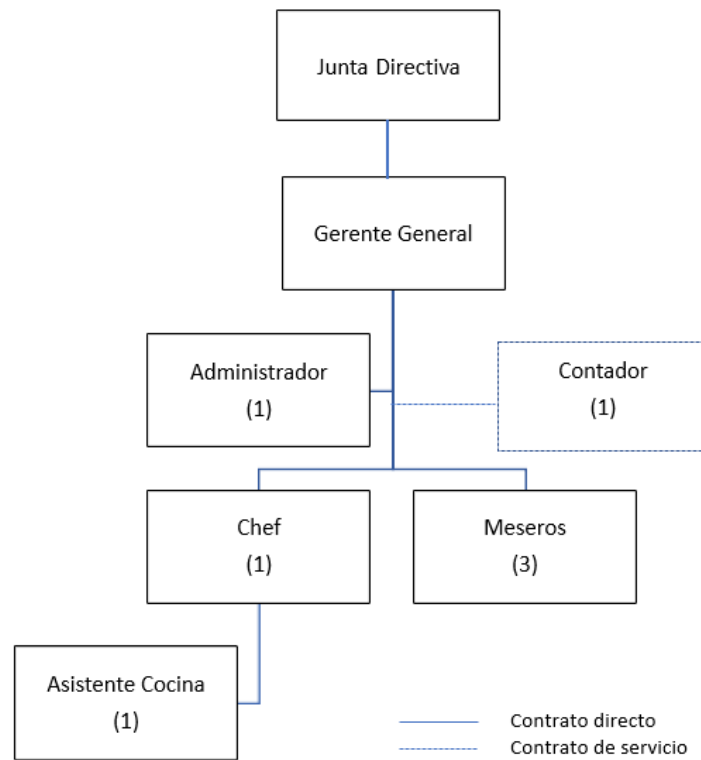 Junta Directiva
Gerente General
Administrador
(1)
Contador
(1)
Chef
(1)
Meseros
(3)
Asistente Cocina
(1)
Contrato directo
Contrato de servicio